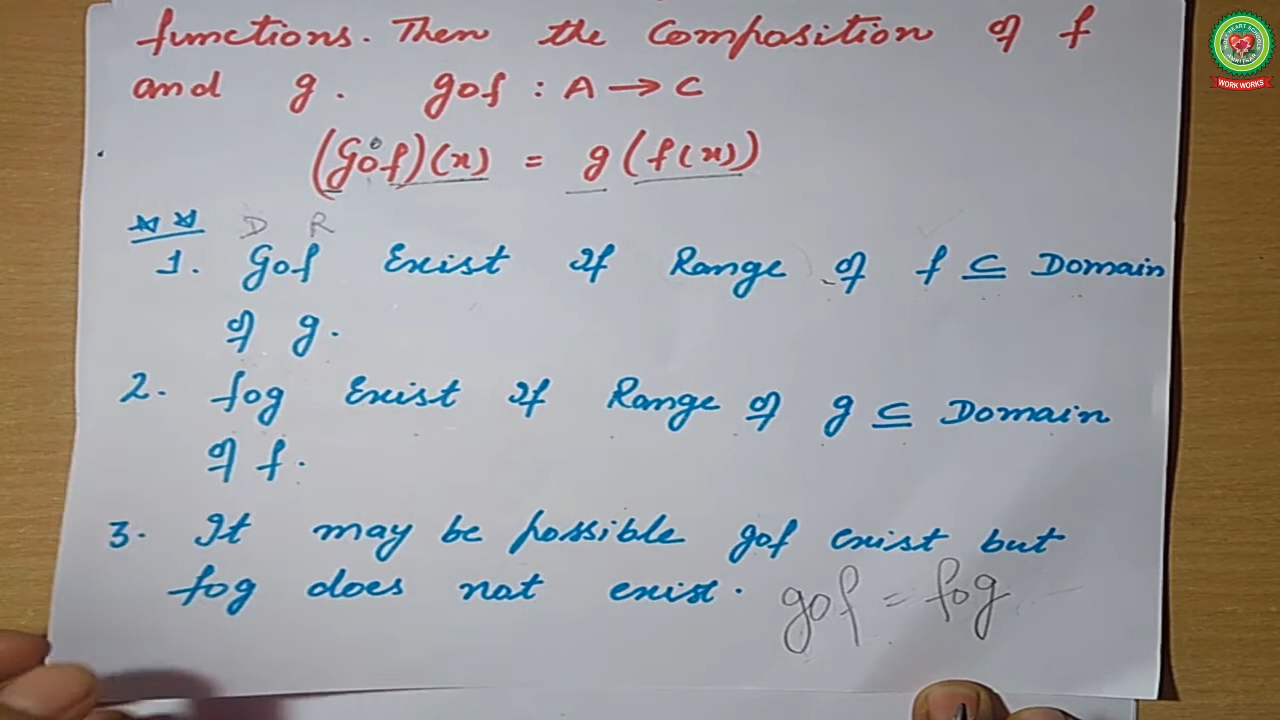 functions. Then the Composition of f
and g. gof : A → C
(gof)(x) = g(f(x))
D R
1. gof Exist If Range of f ⊆ Domain
of g.
2. fog Exist If Range of g ⊆ Domain
of f.
3. It may be possible gof exist but
fog does not exist.
gof = fog
WORK WORKS